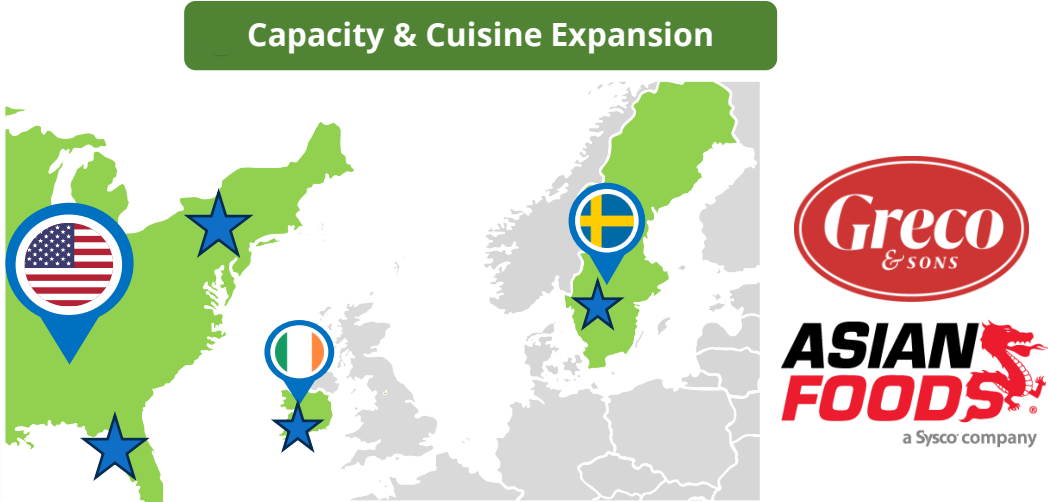 Capacity & Cuisine Expansion
Greco
& SONS
ASIAN
FOODS®
a Sysco company